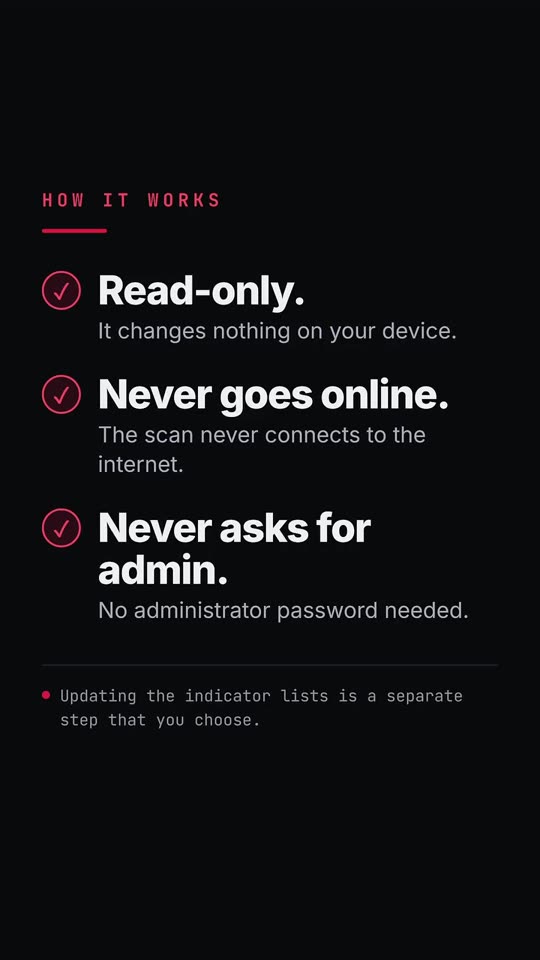 HOW IT WORKS
Read-only.
It changes nothing on your device.
Never goes online.
The scan never connects to the
internet.
Never asks for
admin.
No administrator password needed.
Updating the indicator lists is a separate
step that you choose.